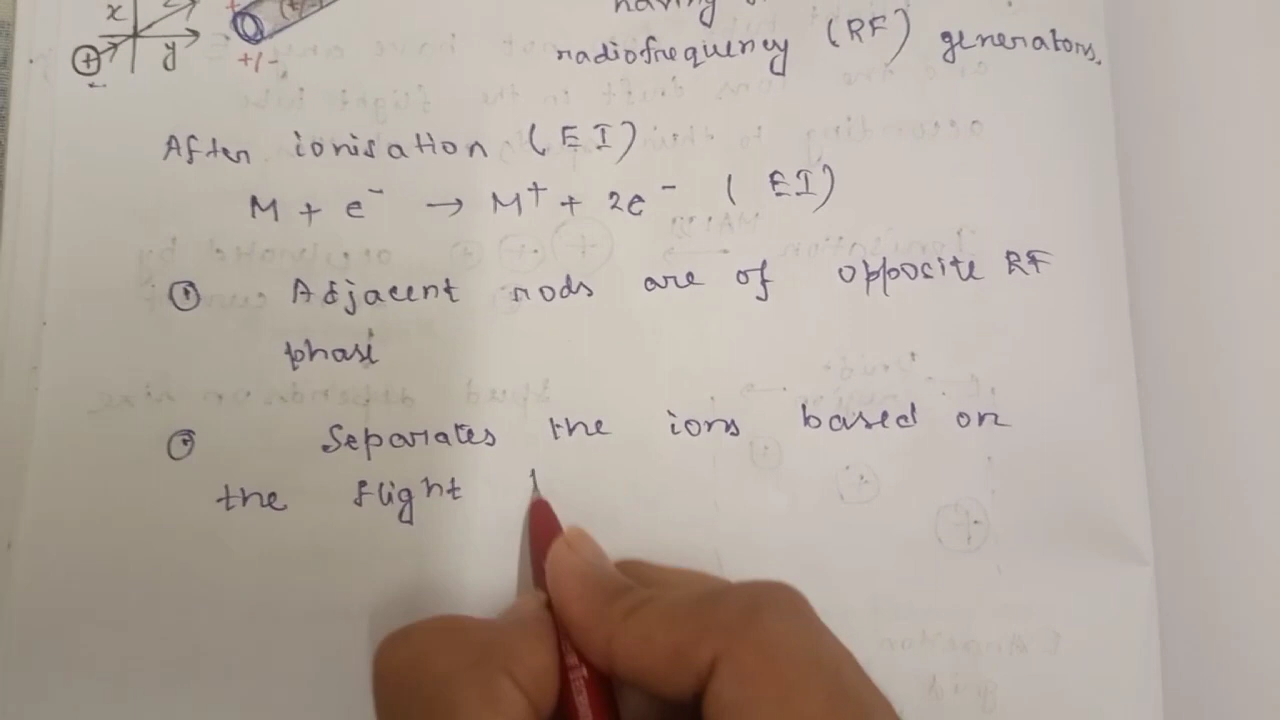 x
y
+
(+/-)
+/-
having
radiofrequency (RF) generators.
After ionisation (EI)
M + e⁻ → M⁺ + 2e⁻ (EI)
Adjacent rods are of opposite RF
phase
Separates the ions based on
the flight